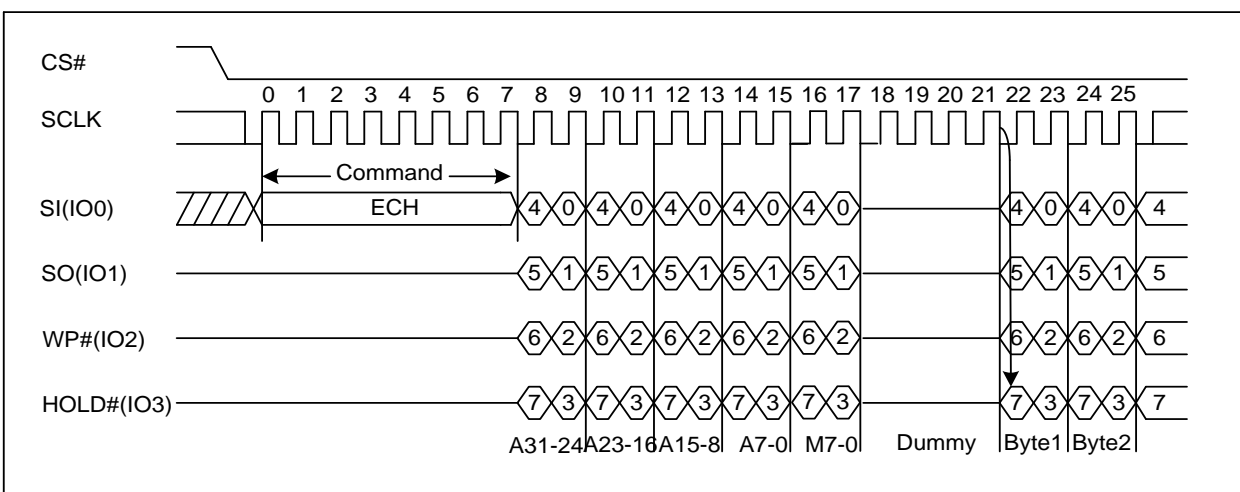 CS#
0 1 2 3 4 5 6 7 8 9 10 11 12 13 14 15 16 17 18 19 20 21 22 23 24 25
SCLK
Command
SI(IO0) ECH 4 0 4 0 4 0 4 0 4 0 4 0 4 0 4
SO(IO1) 5 1 5 1 5 1 5 1 5 1 5 1 5 1 5
WP#(IO2) 6 2 6 2 6 2 6 2 6 2 6 2 6 2 6
HOLD#(IO3) 7 3 7 3 7 3 7 3 7 3 7 3 7 3 7
A31-24 A23-16 A15-8 A7-0 M7-0 Dummy Byte1 Byte2